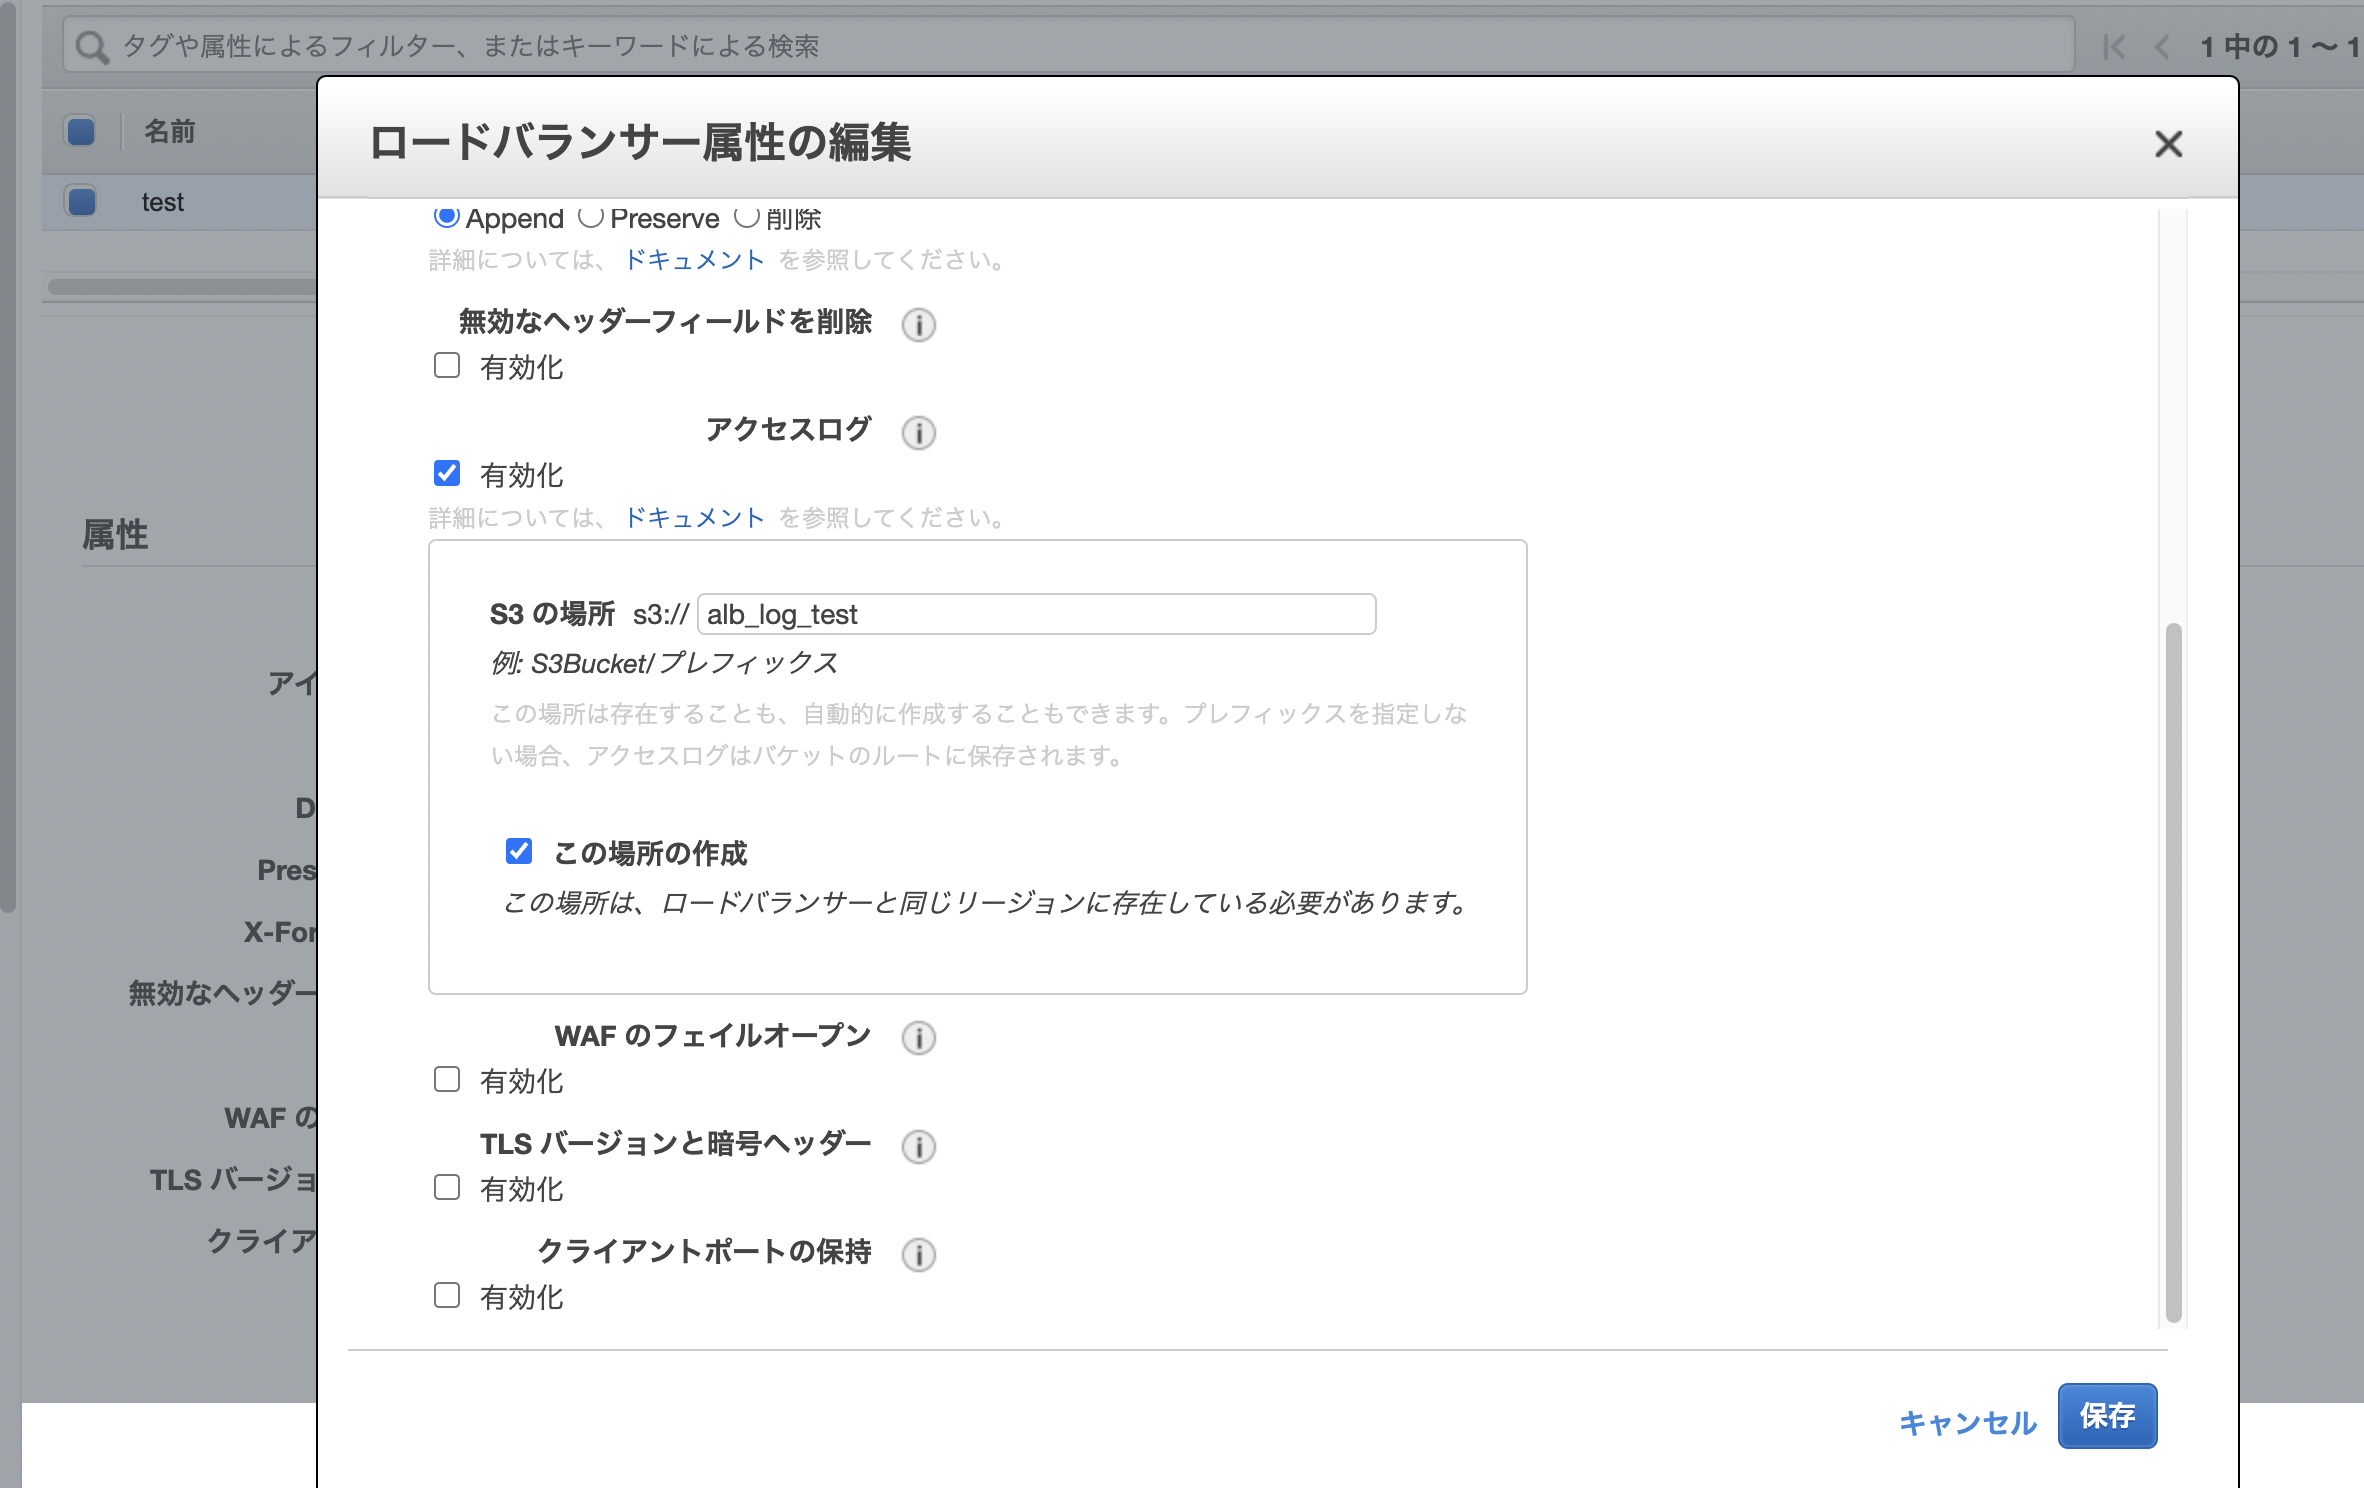 タグや属性によるフィルター、またはキーワードによる検索
1 中の 1 ～ 1
名前
test
ロードバランサー属性の編集
Append Preserve 削除
詳細については、 ドキュメント を参照してください。
無効なヘッダーフィールドを削除
有効化
アクセスログ
有効化
詳細については、 ドキュメント を参照してください。
S3 の場所 s3:// alb_log_test
例: S3Bucket/プレフィックス
この場所は存在することも、自動的に作成することもできます。プレフィックスを指定しな
い場合、アクセスログはバケットのルートに保存されます。
この場所の作成
この場所は、ロードバランサーと同じリージョンに存在している必要があります。
WAF のフェイルオープン
有効化
TLS バージョンと暗号ヘッダー
有効化
クライアントポートの保持
有効化
キャンセル 保存
属性
アイ
D
Pres
X-For
無効なヘッダー
WAF の
TLS バージョ
クライア